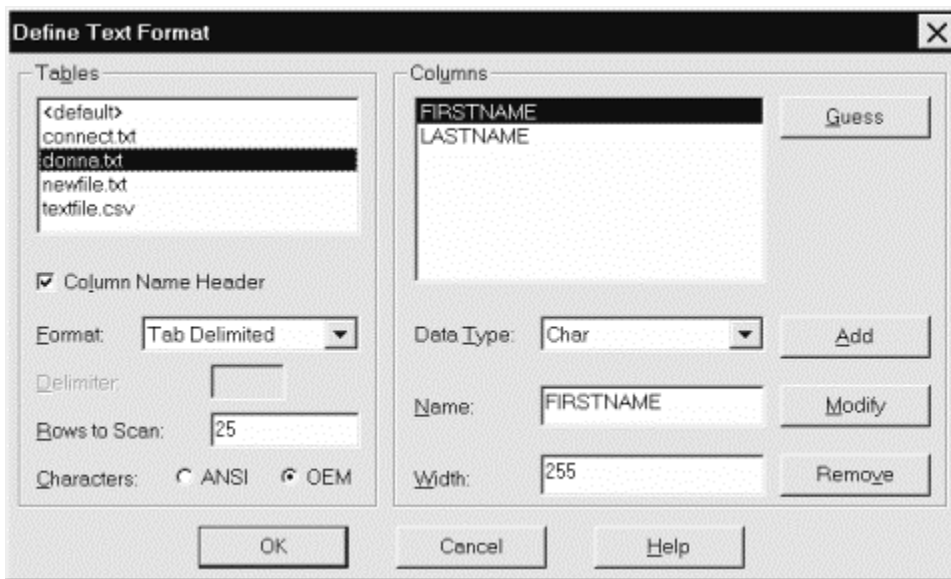 Define Text Format
Tables
<default>
connect.txt
donna.txt
newfile.txt
textfile.csv
Column Name Header
Format: Tab Delimited
Delimiter:
Rows to Scan: 25
Characters: ANSI OEM
Columns
FIRSTNAME
LASTNAME
Guess
Data Type: Char
Add
Name: FIRSTNAME
Modify
Width: 255
Remove
OK Cancel Help